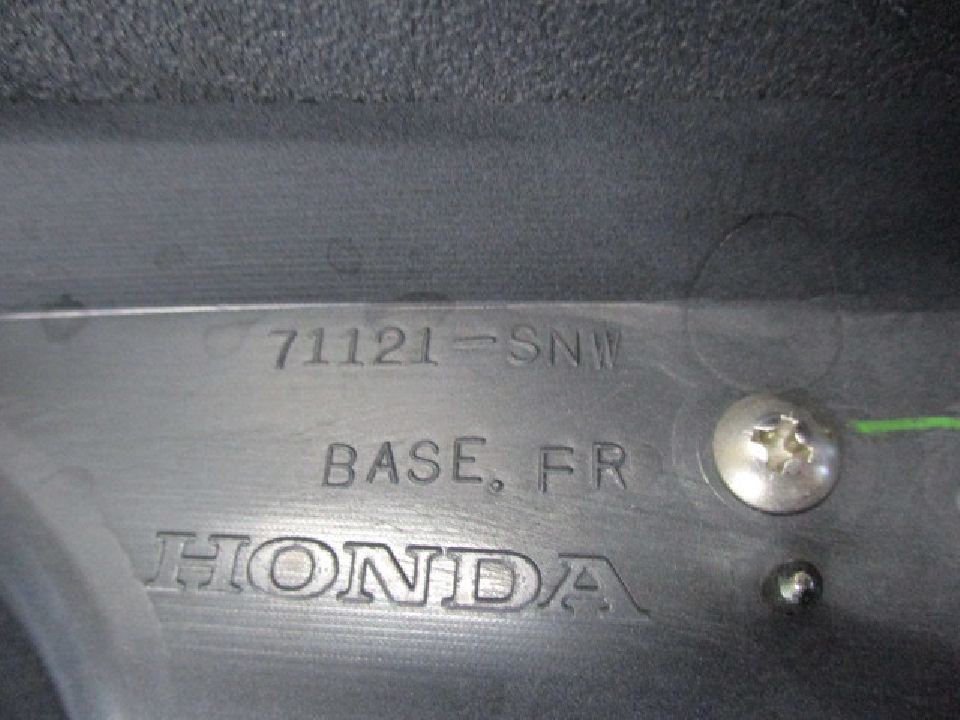 71121-SNW
BASE. FR
HONDA